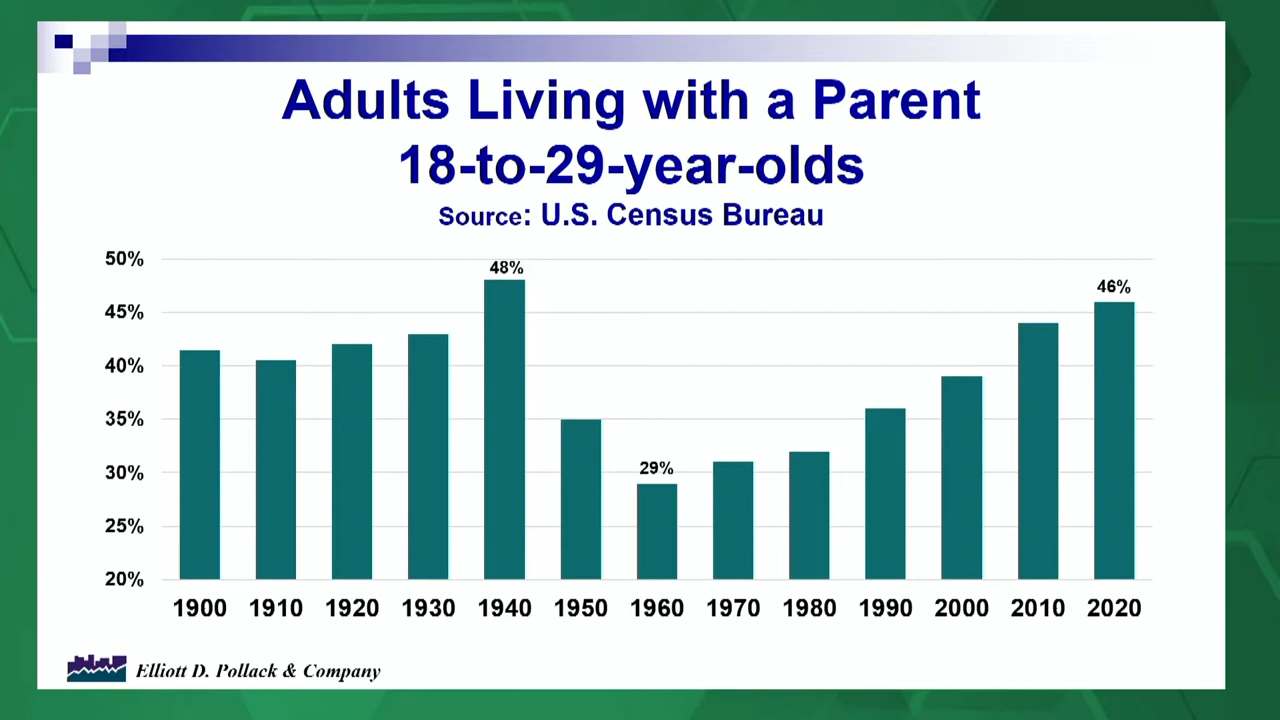 Adults Living with a Parent
18-to-29-year-olds
Source: U.S. Census Bureau
50%
45%
40%
35%
30%
25%
20%
48%
29%
46%
1900 1910 1920 1930 1940 1950 1960 1970 1980 1990 2000 2010 2020
Elliott D. Pollack & Company